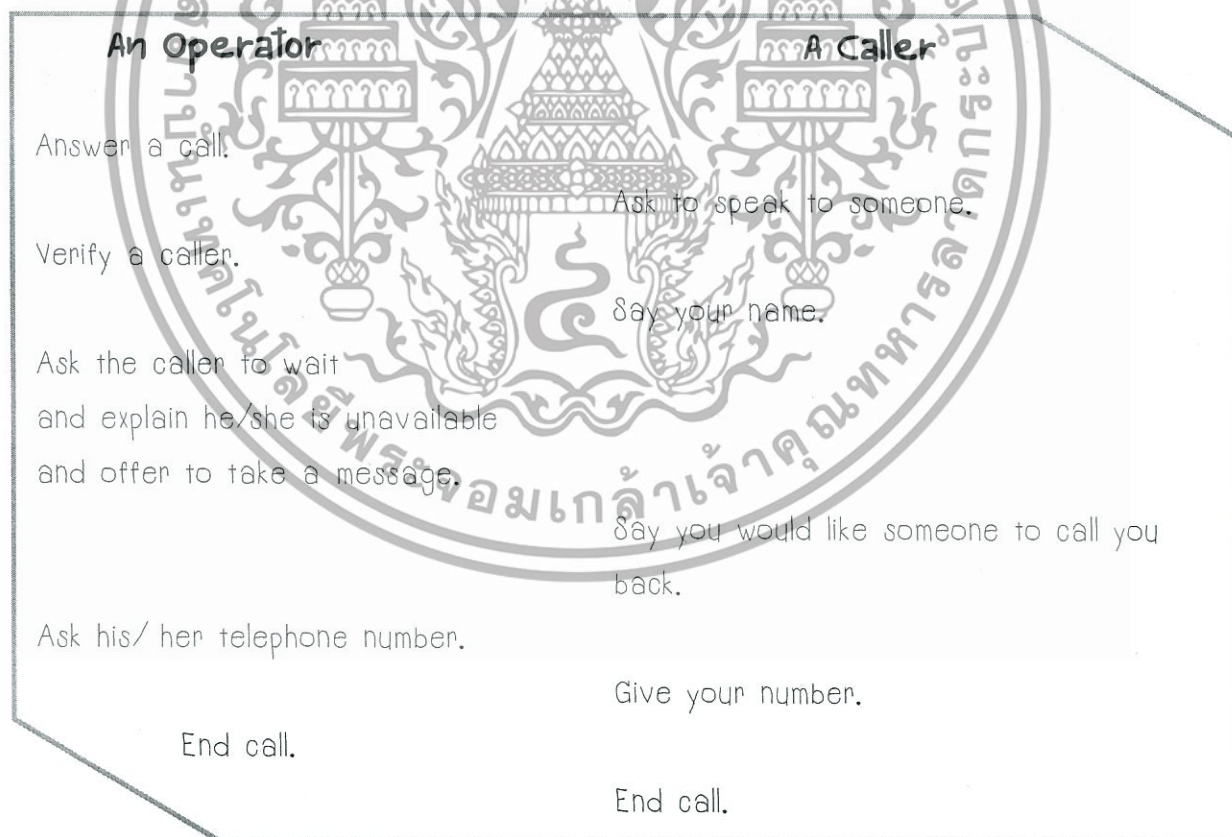 An Operator
A Caller
Answer a call.
Ask to speak to someone.
Verify a caller.
Say your name.
Ask the caller to wait
and explain he/she is unavailable
and offer to take a message.
Say you would like someone to call you
back.
Ask his/ her telephone number.
Give your number.
End call.
End call.